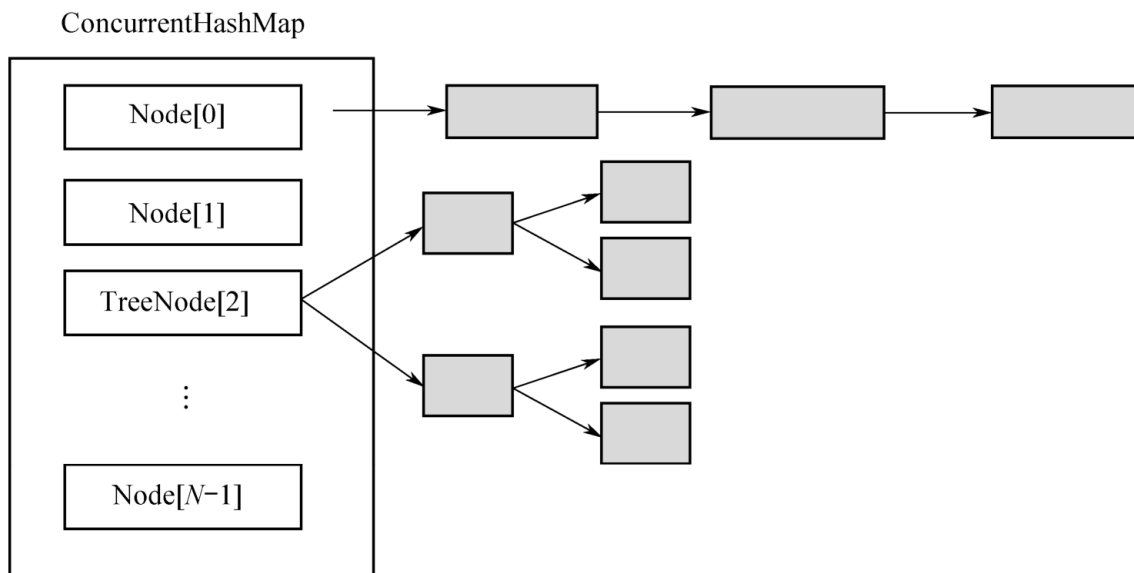 ConcurrentHashMap
Node[0]
Node[1]
TreeNode[2]
⋮
Node[N−1]